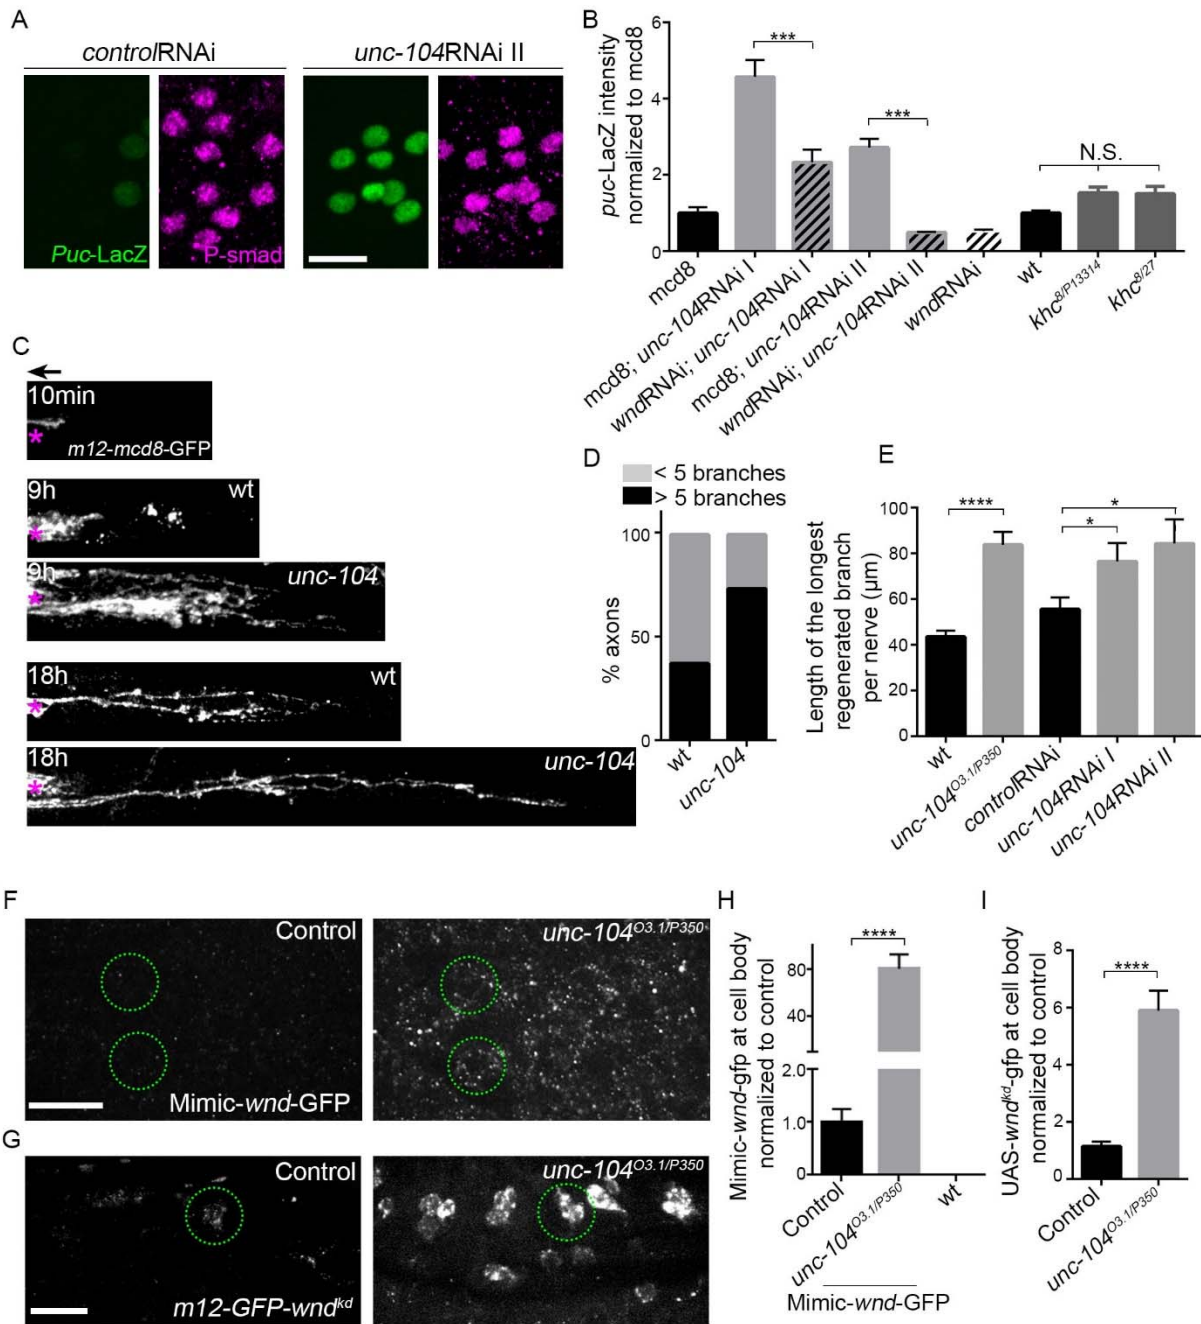 A
controlRNAi
unc-104RNAi II
Puc-LacZ
P-smad
B
puc-LacZ intensity
normalized to mcd8
6
4
2
0
***
***
N.S.
mcd8
mcd8; unc-104RNAi I
wndRNAi; unc-104RNAi I
mcd8; unc-104RNAi II
wndRNAi; unc-104RNAi II
wndRNAi
wt
khc8/P13314
khc8/27
C
10min
*
m12-mcd8-GFP
9h
wt
*
9h
unc-104
*
18h
wt
*
18h
unc-104
*
D
< 5 branches
> 5 branches
% axons
100
50
0
wt
unc-104
E
Length of the longest
regenerated branch
per nerve (µm)
100
80
60
40
20
0
****
*
*
wt
unc-104O3.1/P350
controlRNAi
unc-104RNAi I
unc-104RNAi II
F
Control
Mimic-wnd-GFP
unc-104O3.1/P350
G
Control
m12-GFP-wndkd
unc-104O3.1/P350
H
Mimic-wnd-gfp at cell body
normalized to control
80
40
2.0
1.0
0
****
Control
unc-104O3.1/P350
wt
Mimic-wnd-GFP
I
UAS-wndkd-gfp at cell body
normalized to control
8
6
4
2
0
****
Control
unc-104O3.1/P350